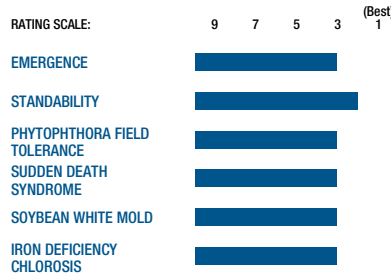 (Best)
RATING SCALE: 9 7 5 3 1
EMERGENCE
STANDABILITY
PHYTOPHTHORA FIELD
TOLERANCE
SUDDEN DEATH
SYNDROME
SOYBEAN WHITE MOLD
IRON DEFICIENCY
CHLOROSIS